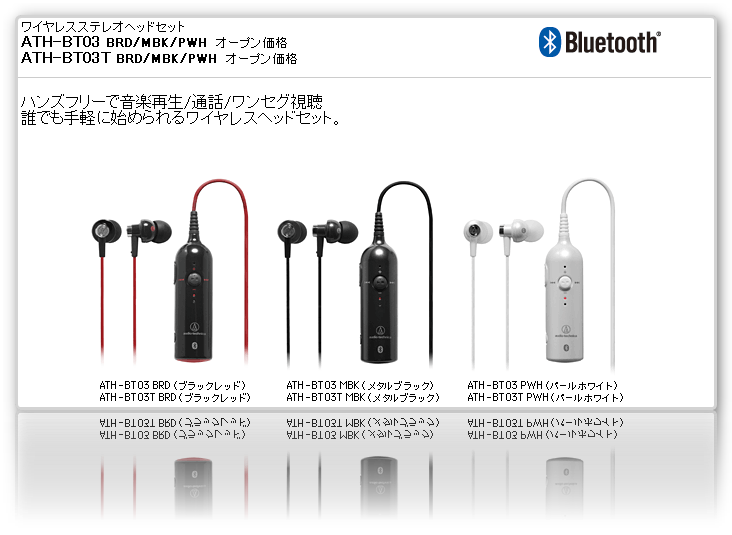 ワイヤレスステレオヘッドセット
ATH-BT03 BRD/MBK/PWH オープン価格
ATH-BT03T BRD/MBK/PWH オープン価格
Bluetooth®
ハンズフリーで音楽再生/通話/ワンセグ視聴
誰でも手軽に始められるワイヤレスヘッドセット。
audio-technica
audio-technica
audio-technica
ATH-BT03 BRD(ブラックレッド)
ATH-BT03T BRD(ブラックレッド)
ATH-BT03 MBK(メタルブラック)
ATH-BT03T MBK(メタルブラック)
ATH-BT03 PWH(パールホワイト)
ATH-BT03T PWH(パールホワイト)